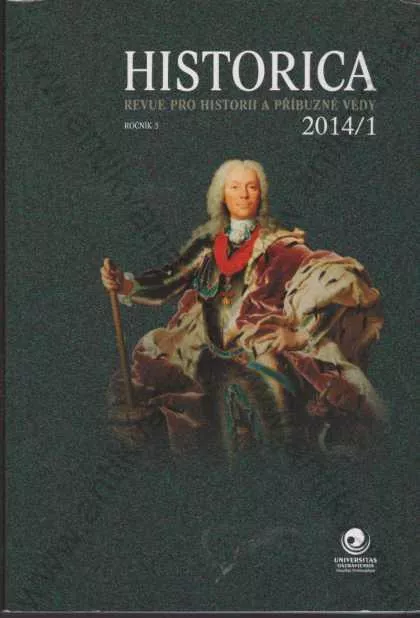 HISTORICA
REVUE PRO HISTORII A PŘÍBUZNÉ VĚDY
ROČNÍK 5
2014/1
UNIVERSITAS
OSTRAVIENSIS